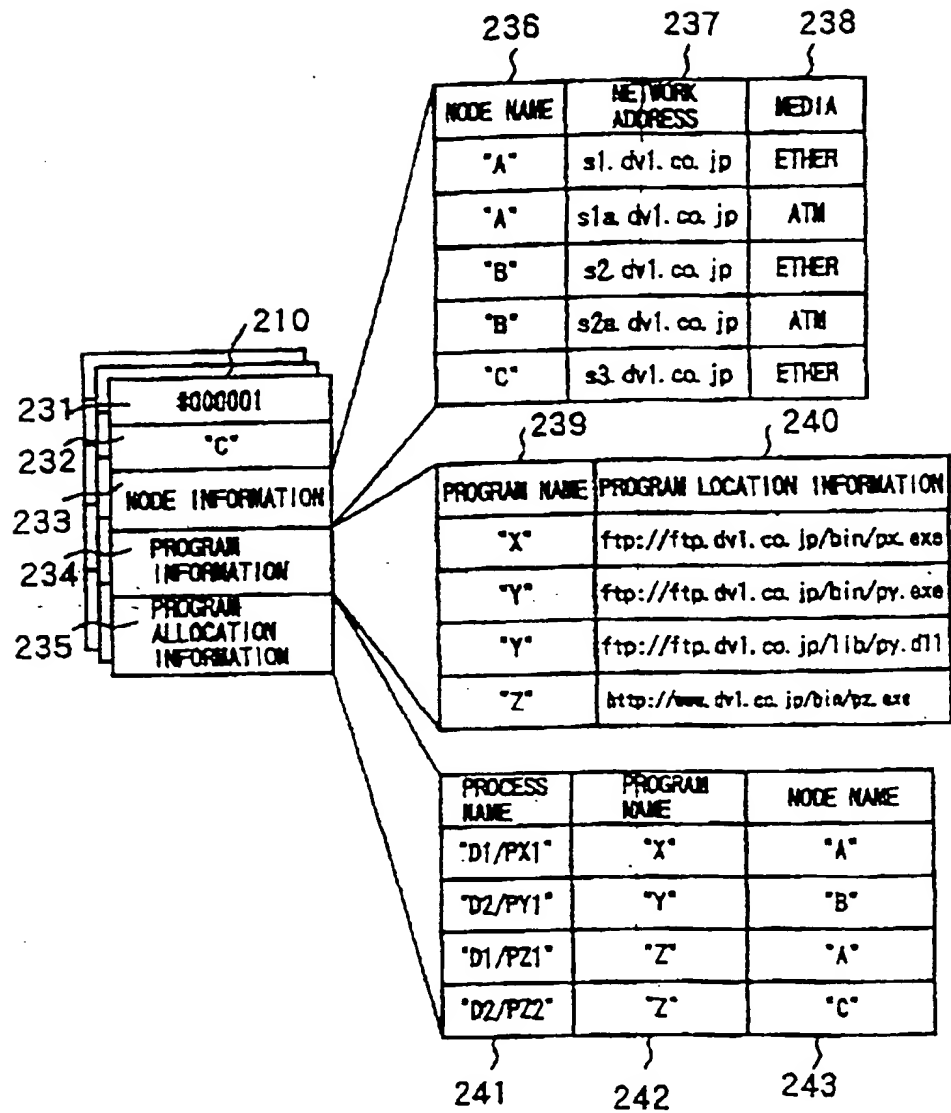 236 237 238
NODE NAME NETWORK ADDRESS MEDIA
"A" s1.dv1.co.jp ETHER
"A" s1a.dv1.co.jp ATM
"B" s2.dv1.co.jp ETHER
"B" s2a.dv1.co.jp ATM
"C" s3.dv1.co.jp ETHER
210
231 #000001
232 "C"
233 NODE INFORMATION
234 PROGRAM INFORMATION
235 PROGRAM ALLOCATION INFORMATION
239 240
PROGRAM NAME PROGRAM LOCATION INFORMATION
"X" ftp://ftp.dv1.co.jp/bin/px.exe
"Y" ftp://ftp.dv1.co.jp/bin/py.exe
"Y" ftp://ftp.dv1.co.jp/lib/py.dll
"Z" http://www.dv1.co.jp/bin/pz.exe
PROCESS NAME PROGRAM NAME NODE NAME
"D1/PX1" "X" "A"
"D2/PY1" "Y" "B"
"D1/PZ1" "Z" "A"
"D2/PZ2" "Z" "C"
241 242 243